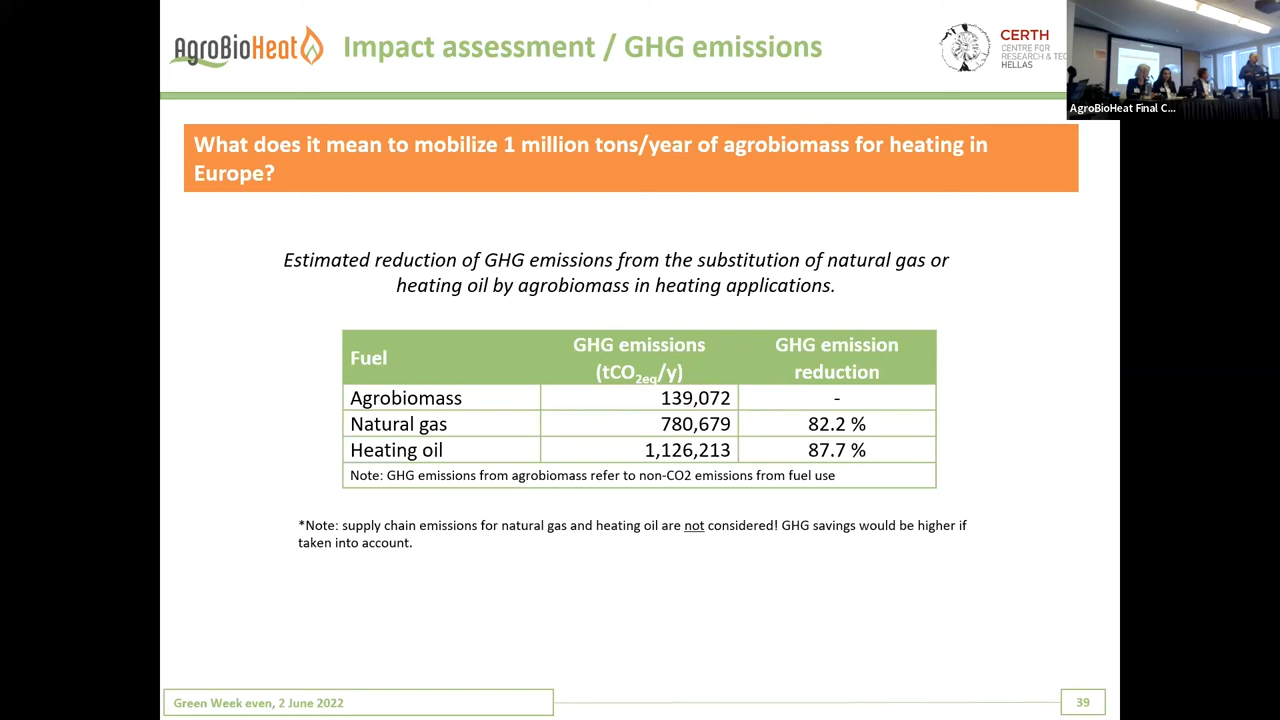 AgroBioHeat
Impact assessment / GHG emissions
CERTH
CENTRE FOR
RESEARCH & TEC
HELLAS
AgroBioHeat Final C...
What does it mean to mobilize 1 million tons/year of agrobiomass for heating in
Europe?
Estimated reduction of GHG emissions from the substitution of natural gas or
heating oil by agrobiomass in heating applications.
Fuel GHG emissions (tCO2eq/y) GHG emission reduction
Agrobiomass 139,072 -
Natural gas 780,679 82.2 %
Heating oil 1,126,213 87.7 %
Note: GHG emissions from agrobiomass refer to non-CO2 emissions from fuel use
*Note: supply chain emissions for natural gas and heating oil are not considered! GHG savings would be higher if
taken into account.
Green Week even, 2 June 2022
39